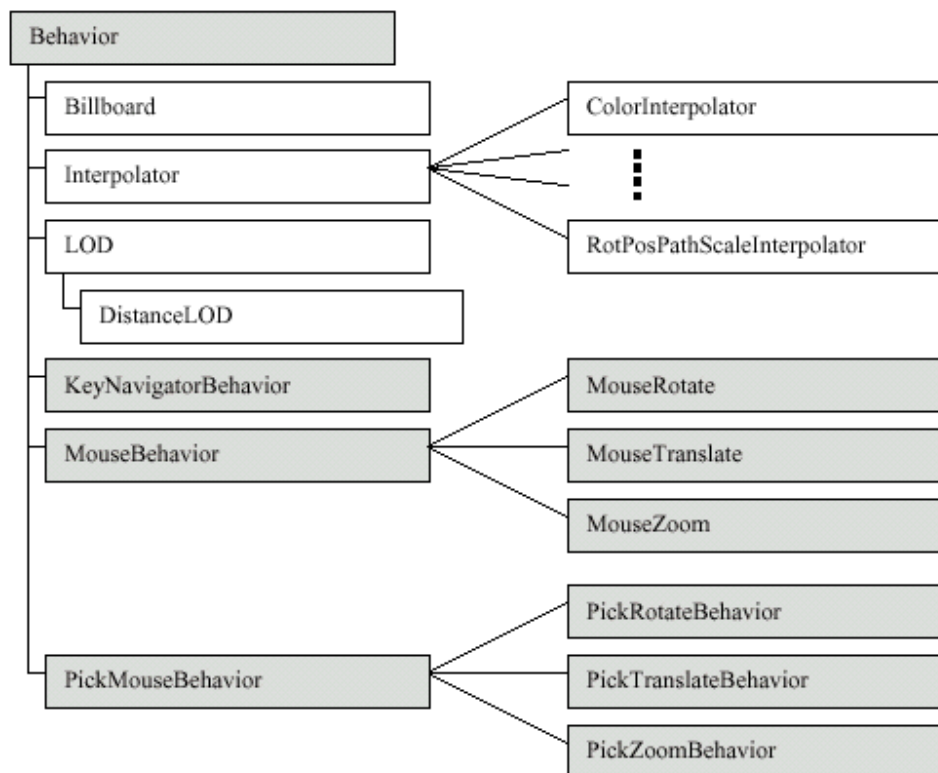 Behavior
Billboard
ColorInterpolator
Interpolator
LOD
RotPosPathScaleInterpolator
DistanceLOD
KeyNavigatorBehavior
MouseRotate
MouseBehavior
MouseTranslate
MouseZoom
PickRotateBehavior
PickMouseBehavior
PickTranslateBehavior
PickZoomBehavior